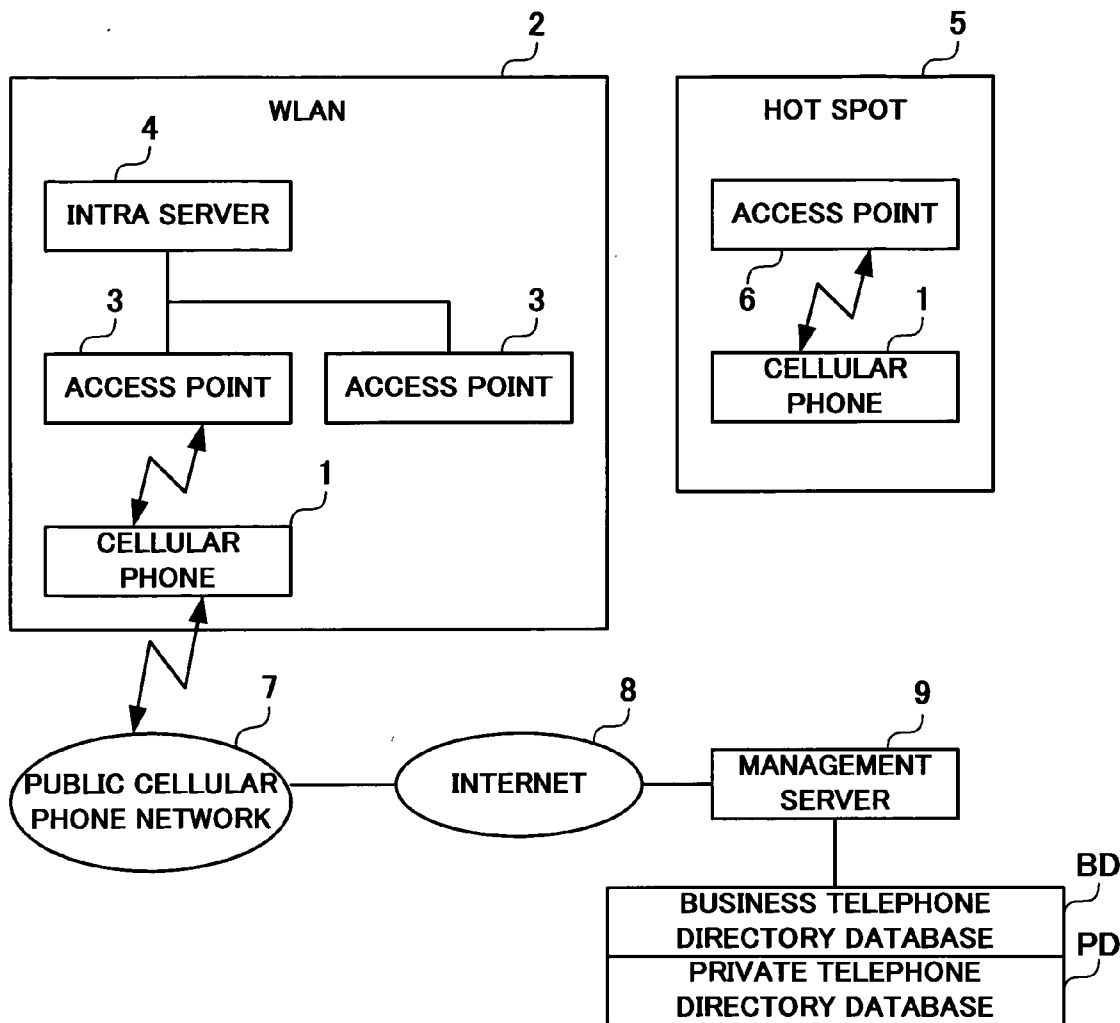 2
5
WLAN
HOT SPOT
4
INTRA SERVER
ACCESS POINT
6
1
3
3
ACCESS POINT
ACCESS POINT
CELLULAR
PHONE
1
CELLULAR
PHONE
7
8
9
PUBLIC CELLULAR
PHONE NETWORK
INTERNET
MANAGEMENT
SERVER
BD
BUSINESS TELEPHONE
DIRECTORY DATABASE
PD
PRIVATE TELEPHONE
DIRECTORY DATABASE